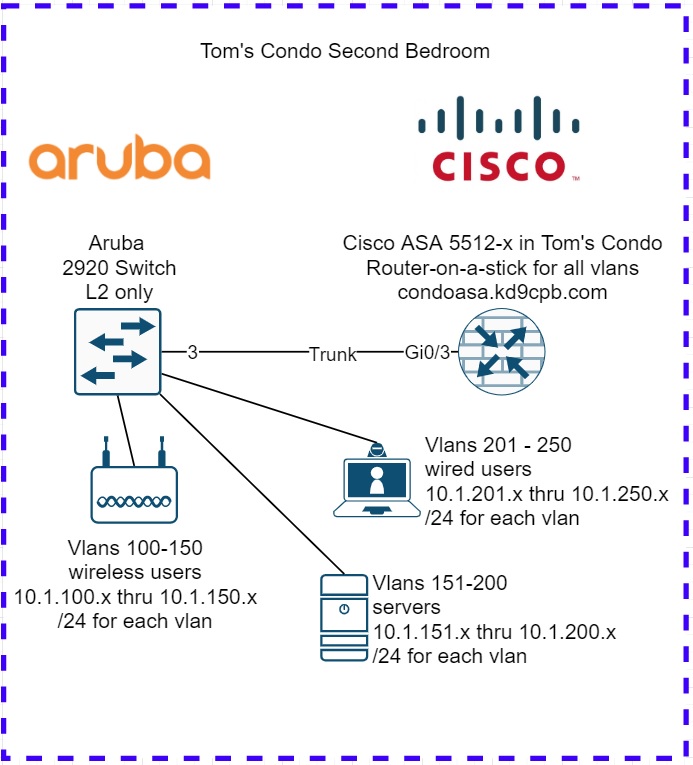 Tom's Condo Second Bedroom
aruba
CISCO
™
Aruba
2920 Switch
L2 only
Cisco ASA 5512-x in Tom's Condo
Router-on-a-stick for all vlans
condoasa.kd9cpb.com
3
Trunk
Gi0/3
Vlans 201 - 250
wired users
10.1.201.x thru 10.1.250.x
/24 for each vlan
Vlans 100-150
wireless users
10.1.100.x thru 10.1.150.x
/24 for each vlan
Vlans 151-200
servers
10.1.151.x thru 10.1.200.x
/24 for each vlan